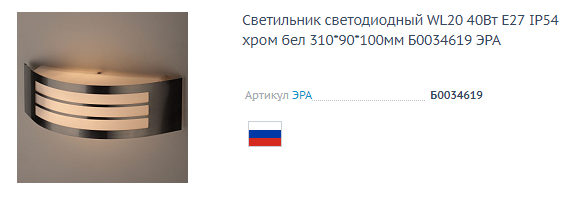 Светильник светодиодный WL20 40Вт E27 IP54
хром бел 310*90*100мм Б0034619 ЭРА
Артикул ЭРА Б0034619